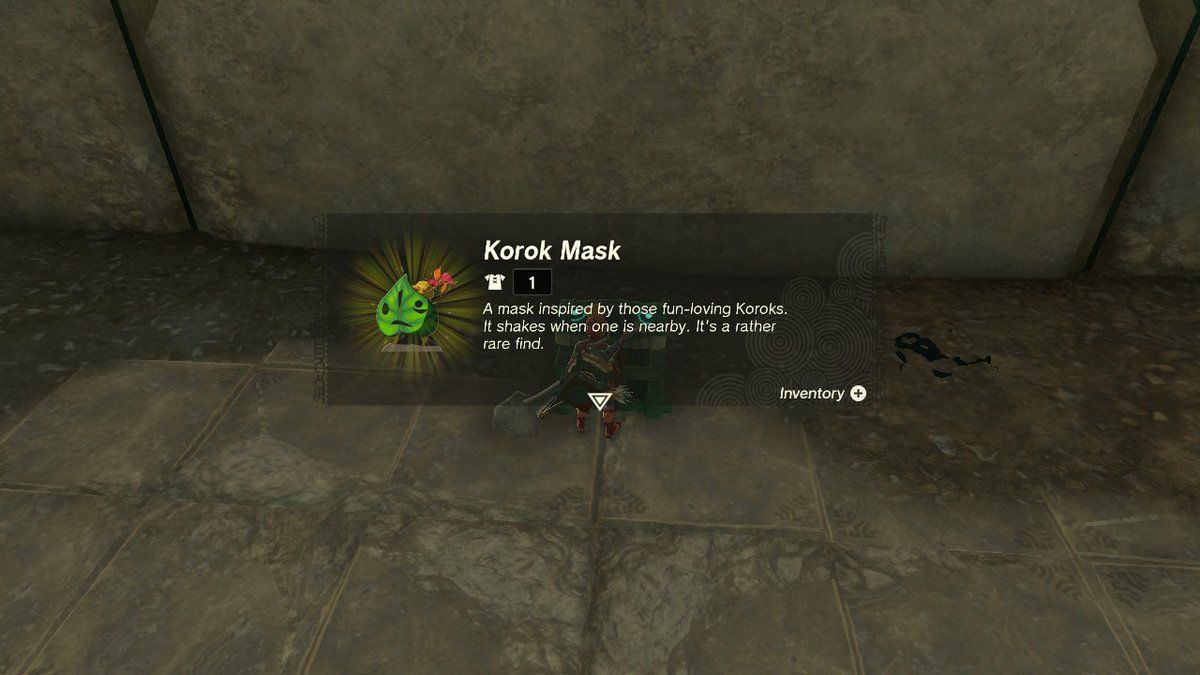 Korok Mask
1
A mask inspired by those fun-loving Koroks.
It shakes when one is nearby. It's a rather
rare find.
Inventory